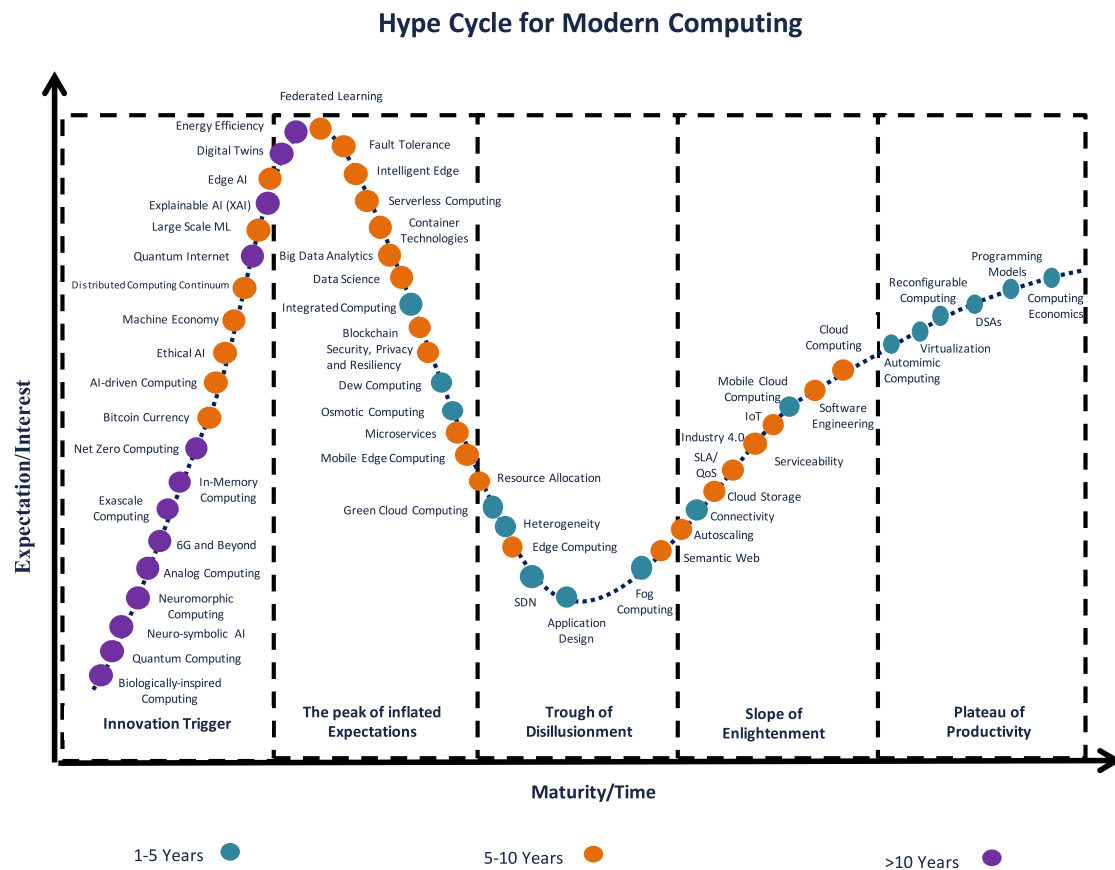 Hype Cycle for Modern Computing
Expectation/Interest
Federated Learning
Energy Efficiency
Digital Twins
Edge AI
Explainable AI (XAI)
Large Scale ML
Quantum Internet
Distributed Computing Continuum
Machine Economy
Ethical AI
AI-driven Computing
Bitcoin Currency
Net Zero Computing
In-Memory
Computing
Exascale
Computing
6G and Beyond
Analog Computing
Neuromorphic
Computing
Neuro-symbolic AI
Quantum Computing
Biologically-inspired
Computing
Innovation Trigger
Fault Tolerance
Intelligent Edge
Serverless Computing
Container
Technologies
Big Data Analytics
Data Science
Integrated Computing
Blockchain
Security, Privacy
and Resiliency
Dew Computing
Osmotic Computing
Microservices
Mobile Edge Computing
The peak of inflated
Expectations
Resource Allocation
Green Cloud Computing
Heterogeneity
Edge Computing
SDN
Application
Design
Fog
Computing
Semantic Web
Trough of
Disillusionment
Autoscaling
Connectivity
Cloud Storage
SLA/
QoS
Serviceability
Industry 4.0
IoT
Mobile Cloud
Computing
Software
Engineering
Cloud
Computing
Slope of
Enlightenment
Automimic
Computing
Virtualization
Reconfigurable
Computing
DSAs
Programming
Models
Computing
Economics
Plateau of
Productivity
Maturity/Time
1-5 Years
5-10 Years
>10 Years